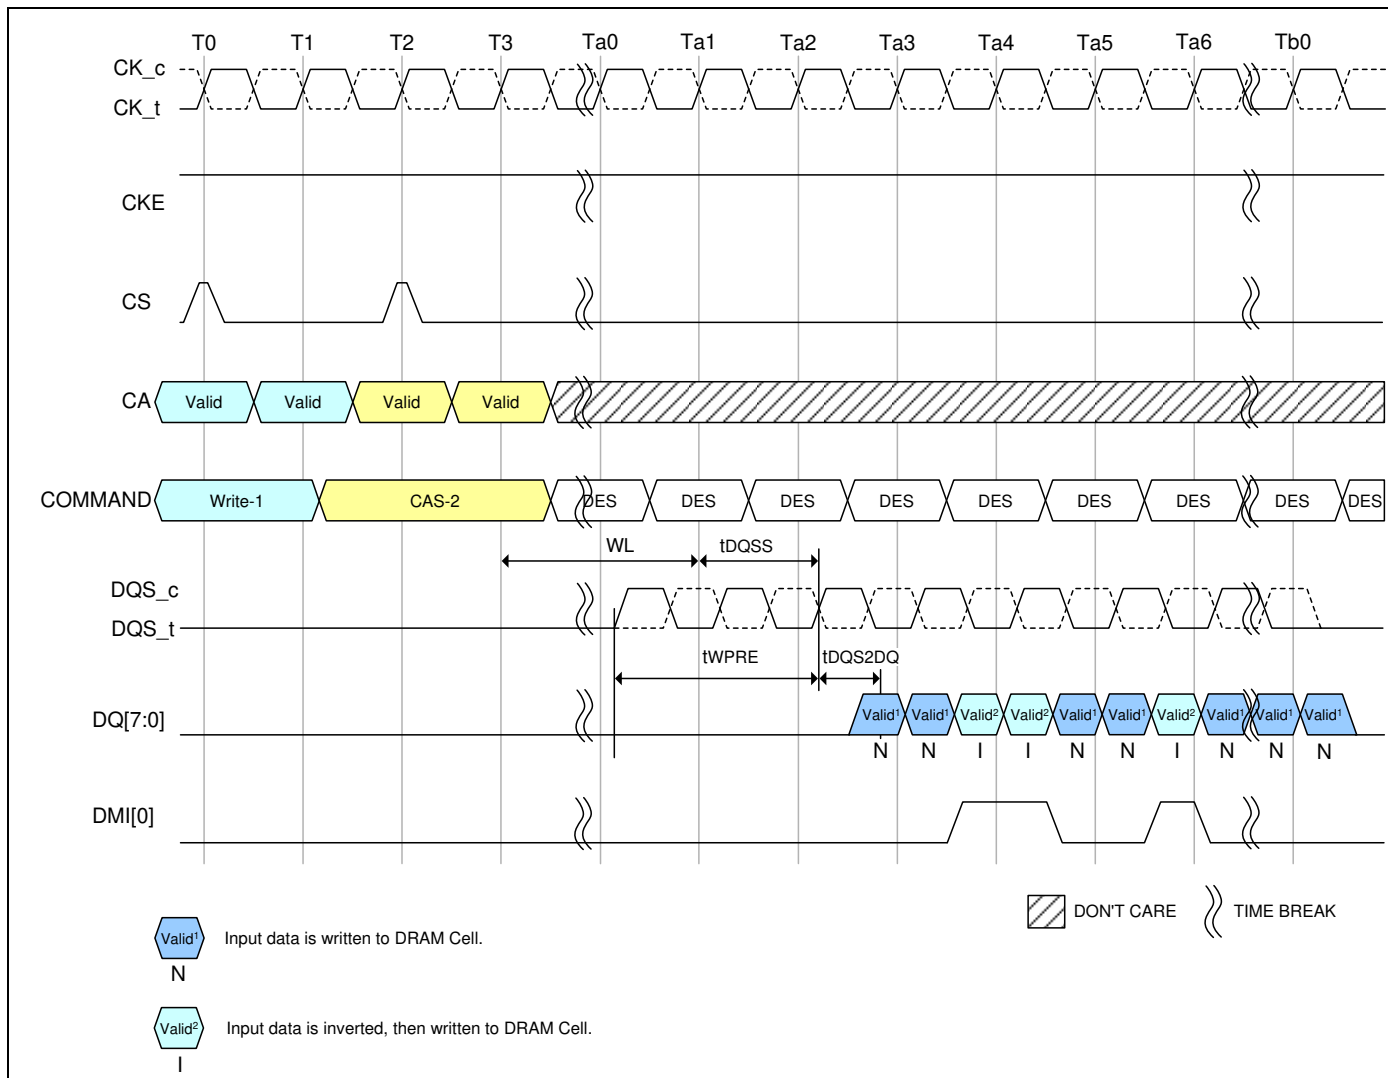 T0 T1 T2 T3 Ta0 Ta1 Ta2 Ta3 Ta4 Ta5 Ta6 Tb0
CK_c
CK_t
CKE
CS
CA Valid Valid Valid Valid
COMMAND Write-1 CAS-2 DES DES DES DES DES DES DES DES DES
WL tDQSS
DQS_c
DQS_t
tWPRE tDQS2DQ
DQ[7:0] Valid¹ Valid¹ Valid² Valid² Valid¹ Valid¹ Valid² Valid¹ Valid¹ Valid¹
N N I I N N I N N N
DMI[0]
DON'T CARE TIME BREAK
Valid¹ Input data is written to DRAM Cell.
N
Valid² Input data is inverted, then written to DRAM Cell.
I